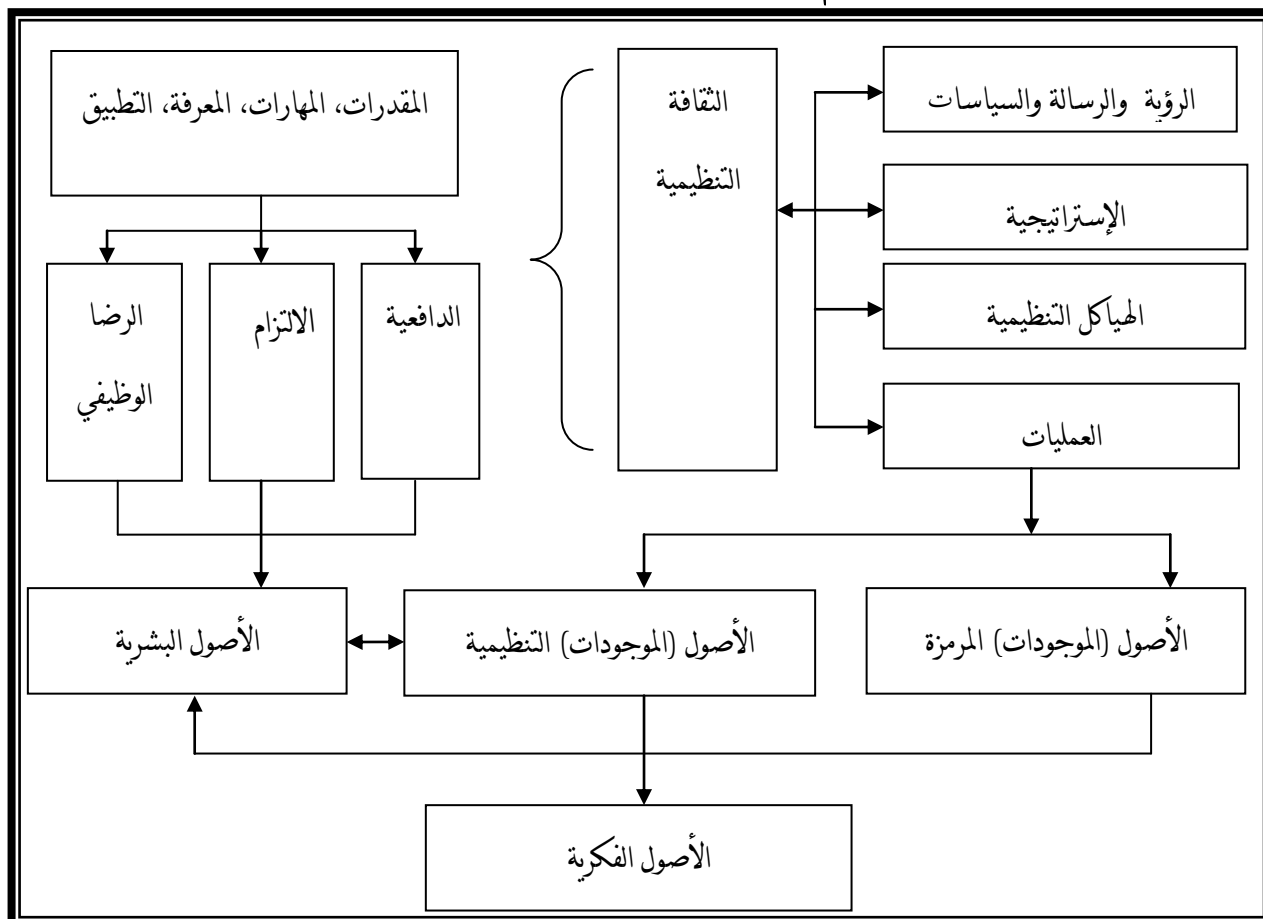 الرؤية والرسالة والسياسات
الثقافة
التنظيمية
المقدرات، المهارات، المعرفة، التطبيق
الإستراتيجية
الهياكل التنظيمية
العمليات
الدافعية
الالتزام
الرضا
الوظيفي
الأصول (الموجودات) المرمزة
الأصول (الموجودات) التنظيمية
الأصول البشرية
الأصول الفكرية